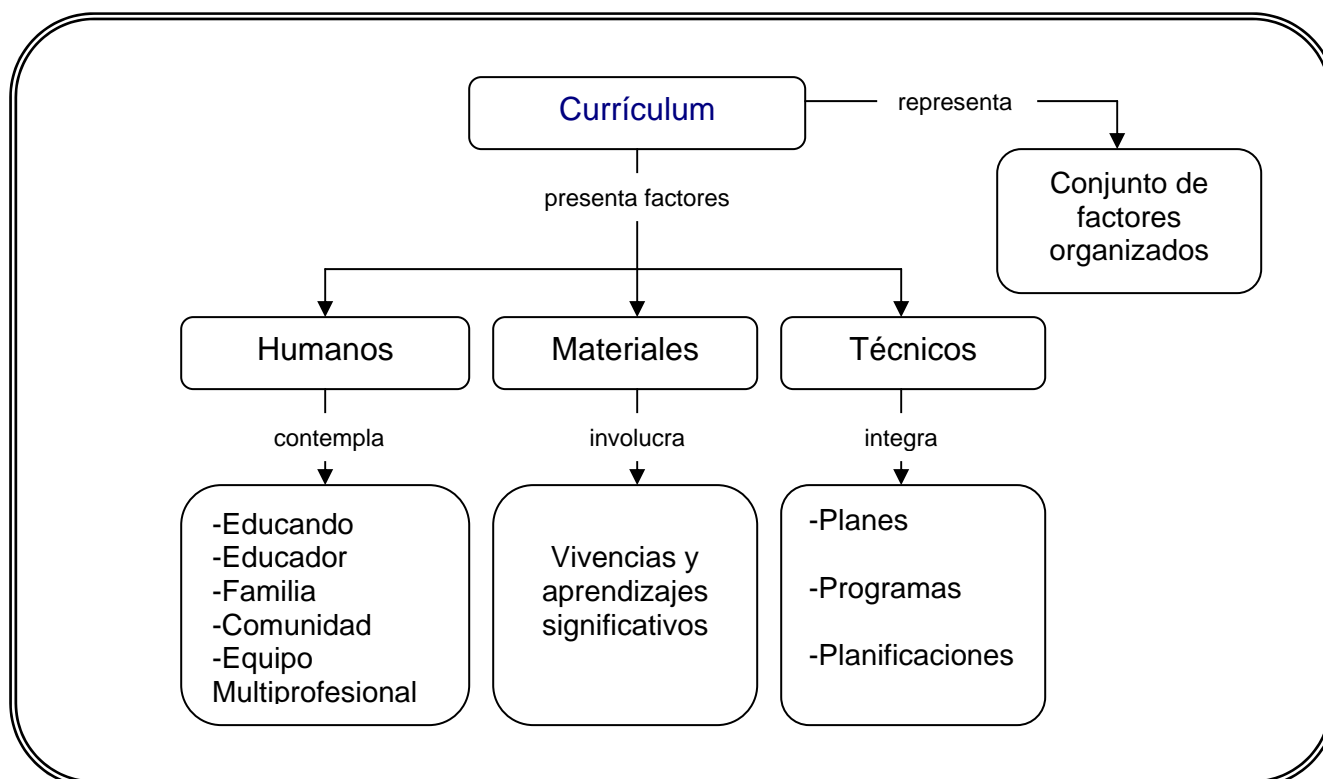 Currículum
representa
Conjunto de
factores
organizados
presenta factores
Humanos
Materiales
Técnicos
contempla
involucra
integra
-Educando
-Educador
-Familia
-Comunidad
-Equipo
Multiprofesional
Vivencias y
aprendizajes
significativos
-Planes
-Programas
-Planificaciones